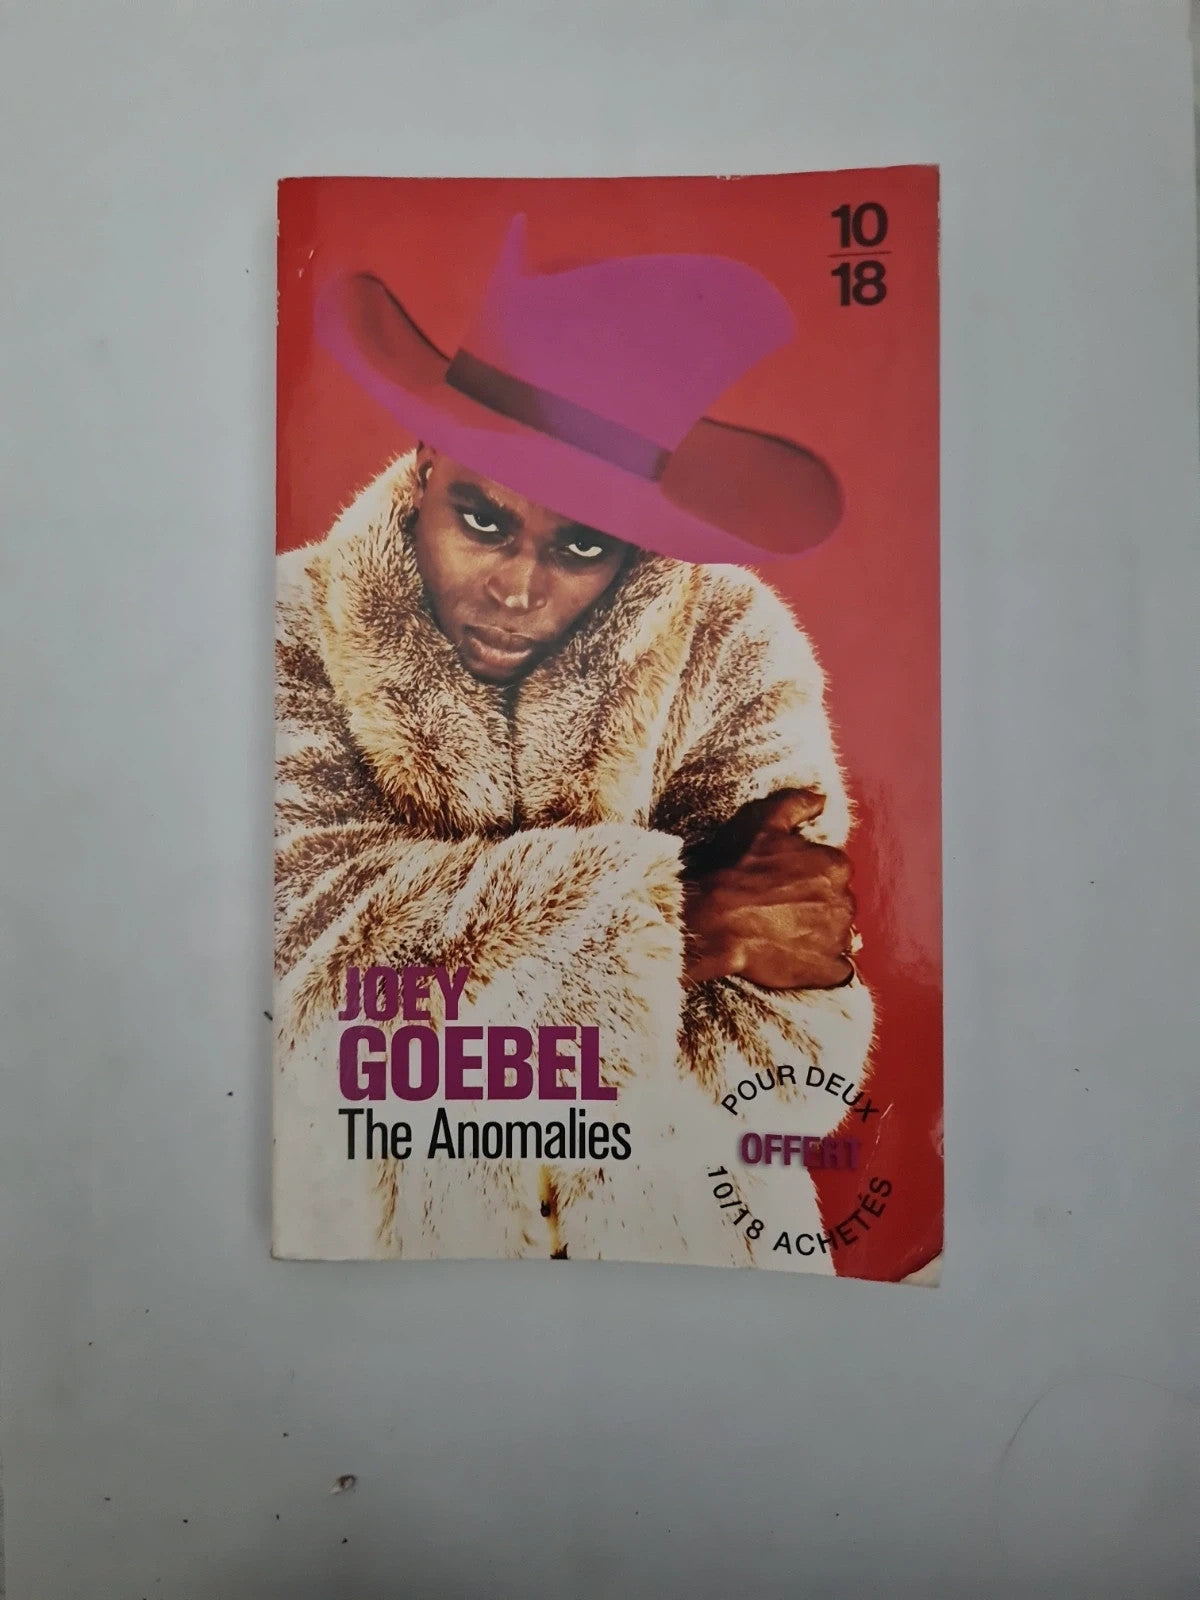 10
18
JOEY
GOEBEL
The Anomalies
POUR DEUX
OFFERT
10/18 ACHETÉS